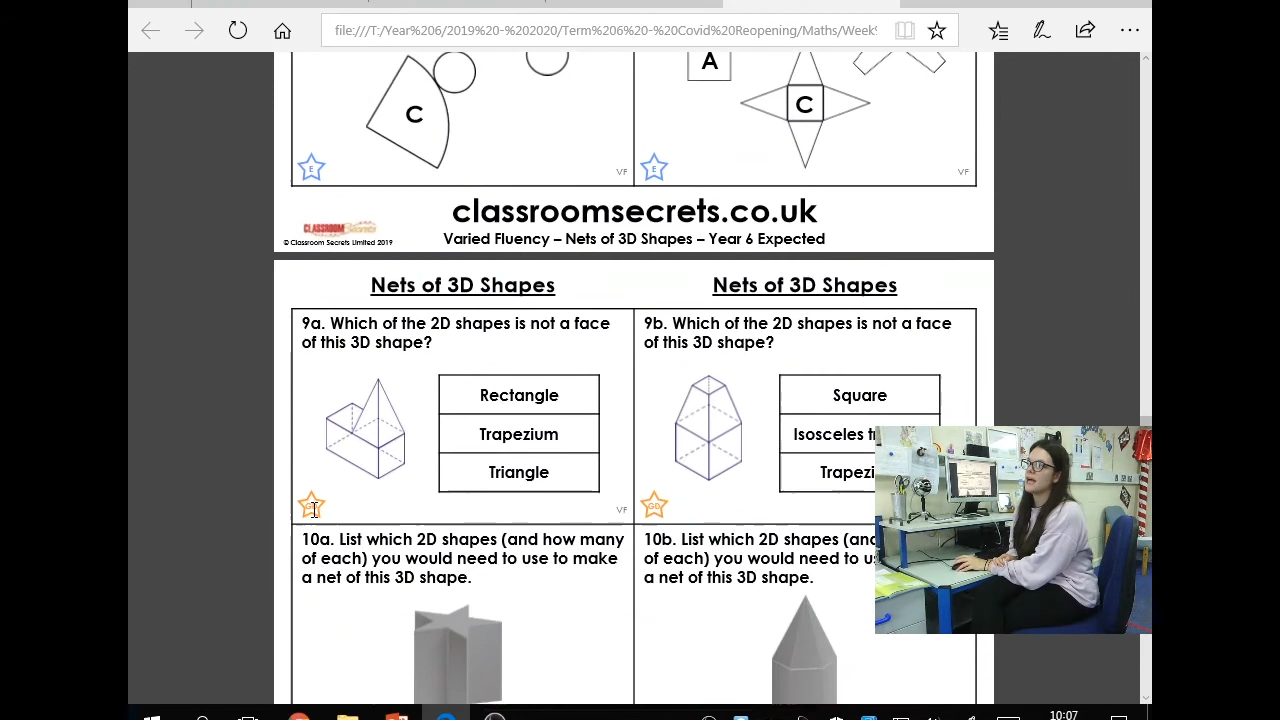 file:///T:/Year%206/2019%20-%202020/Term%206%20-%20Covid%20Reopening/Maths/Week%
C
A
C
E
VF
E
VF
CLASSROOM Secrets
© Classroom Secrets Limited 2019
classroomsecrets.co.uk
Varied Fluency – Nets of 3D Shapes – Year 6 Expected
Nets of 3D Shapes
9a. Which of the 2D shapes is not a face
of this 3D shape?
Rectangle
Trapezium
Triangle
VF
10a. List which 2D shapes (and how many
of each) you would need to use to make
a net of this 3D shape.
Nets of 3D Shapes
9b. Which of the 2D shapes is not a face
of this 3D shape?
Square
Isosceles
GD
10b. List which 2D shapes
of each) you would need to
a net of this 3D shape.
10:07